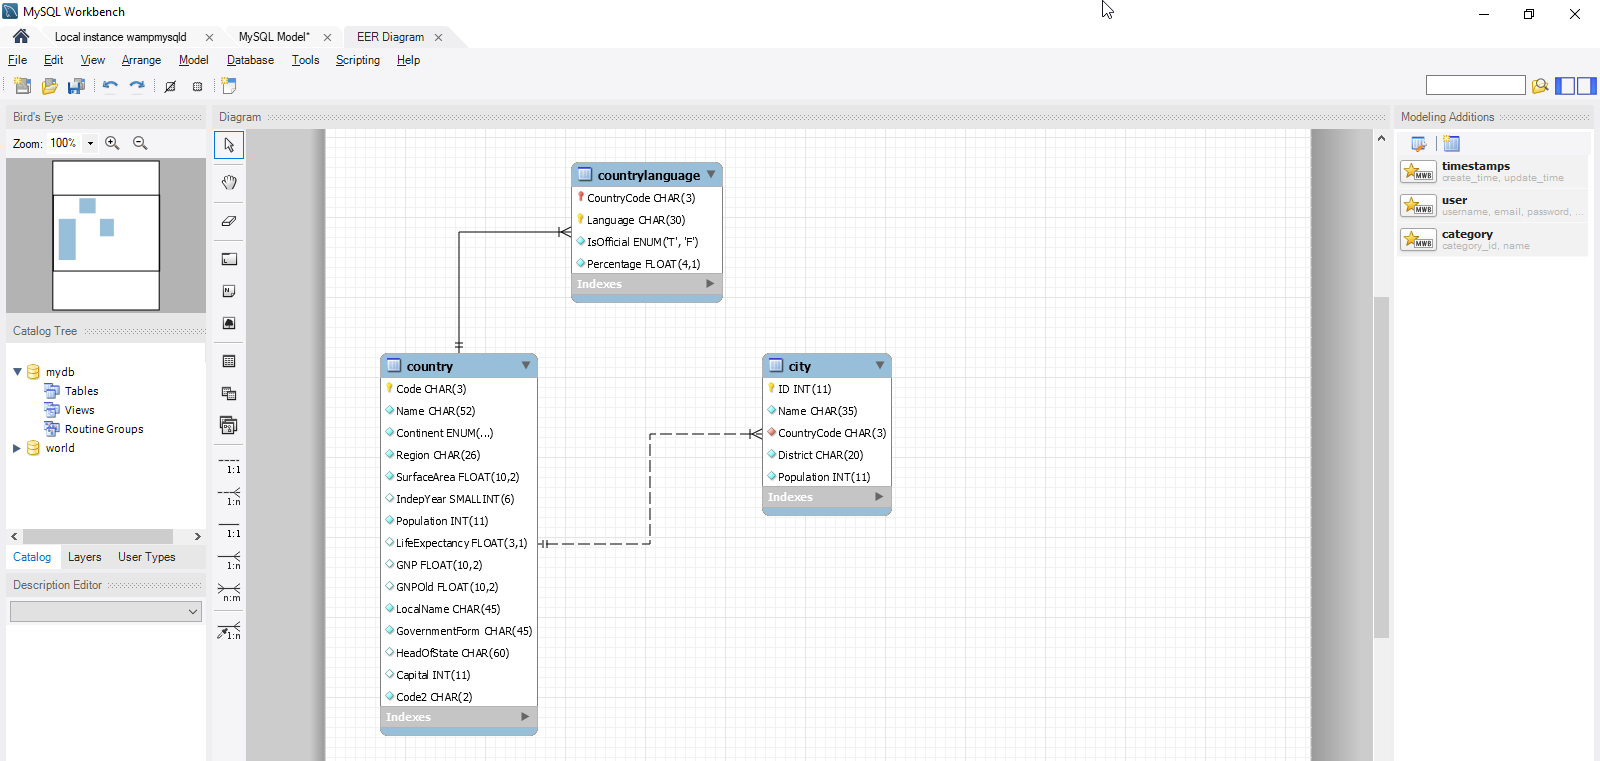 MySQL Workbench
Local instance wampmysqld
MySQL Model*
EER Diagram
File Edit View Arrange Model Database Tools Scripting Help
Bird's Eye
Zoom: 100%
Diagram
Modeling Additions
timestamps
create_time, update_time
user
username, email, password, ...
category
category_id, name
MWB
MWB
MWB
Catalog Tree
mydb
Tables
Views
Routine Groups
world
Catalog Layers User Types
Description Editor
1:1
1:n
1:1
1:n
n:m
1:n
countrylanguage
CountryCode CHAR(3)
Language CHAR(30)
IsOfficial ENUM('T', 'F')
Percentage FLOAT(4,1)
Indexes
country
Code CHAR(3)
Name CHAR(52)
Continent ENUM(...)
Region CHAR(26)
SurfaceArea FLOAT(10,2)
IndepYear SMALLINT(6)
Population INT(11)
LifeExpectancy FLOAT(3,1)
GNP FLOAT(10,2)
GNPOld FLOAT(10,2)
LocalName CHAR(45)
GovernmentForm CHAR(45)
HeadOfState CHAR(60)
Capital INT(11)
Code2 CHAR(2)
Indexes
city
ID INT(11)
Name CHAR(35)
CountryCode CHAR(3)
District CHAR(20)
Population INT(11)
Indexes